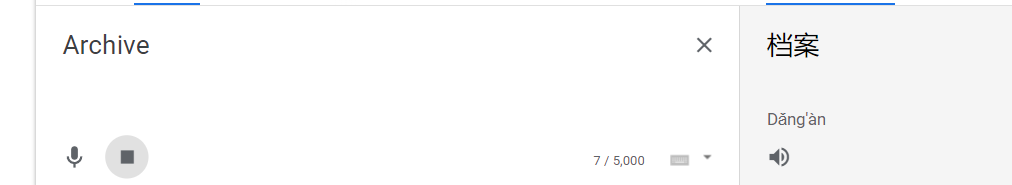 Archive
档案
Dǎng'àn
7 / 5,000